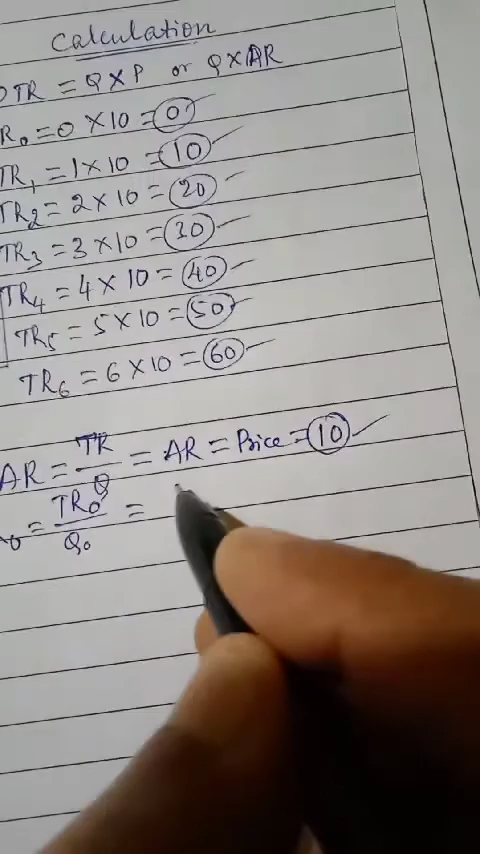 Calculation
TR = Q×P or Q×AR
R₀ = 0 × 10 = 0
TR₁ = 1×10 = 10
TR₂ = 2×10 = 20
TR₃ = 3×10 = 30
TR₄ = 4×10 = 40
TR₅ = 5×10 = 50
TR₆ = 6×10 = 60
AR = TR/Q = AR = Price = 10
= TR₀/Q₀ =